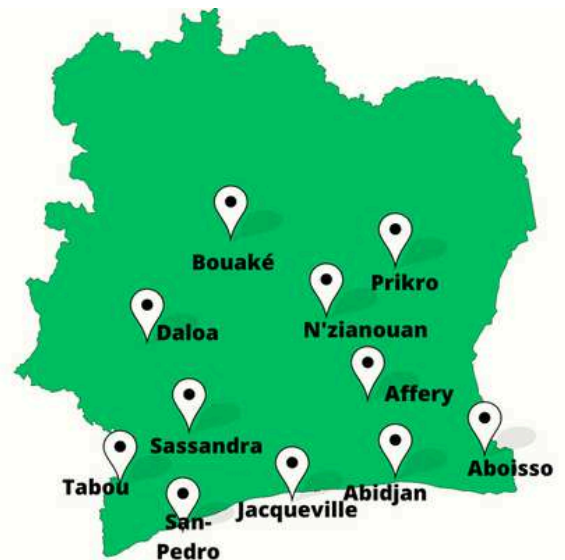 Bouaké
Prikro
N'zianouan
Daloa
Affery
Sassandra
Aboisso
Tabou
Abidjan
Jacqueville
San-
Pedro